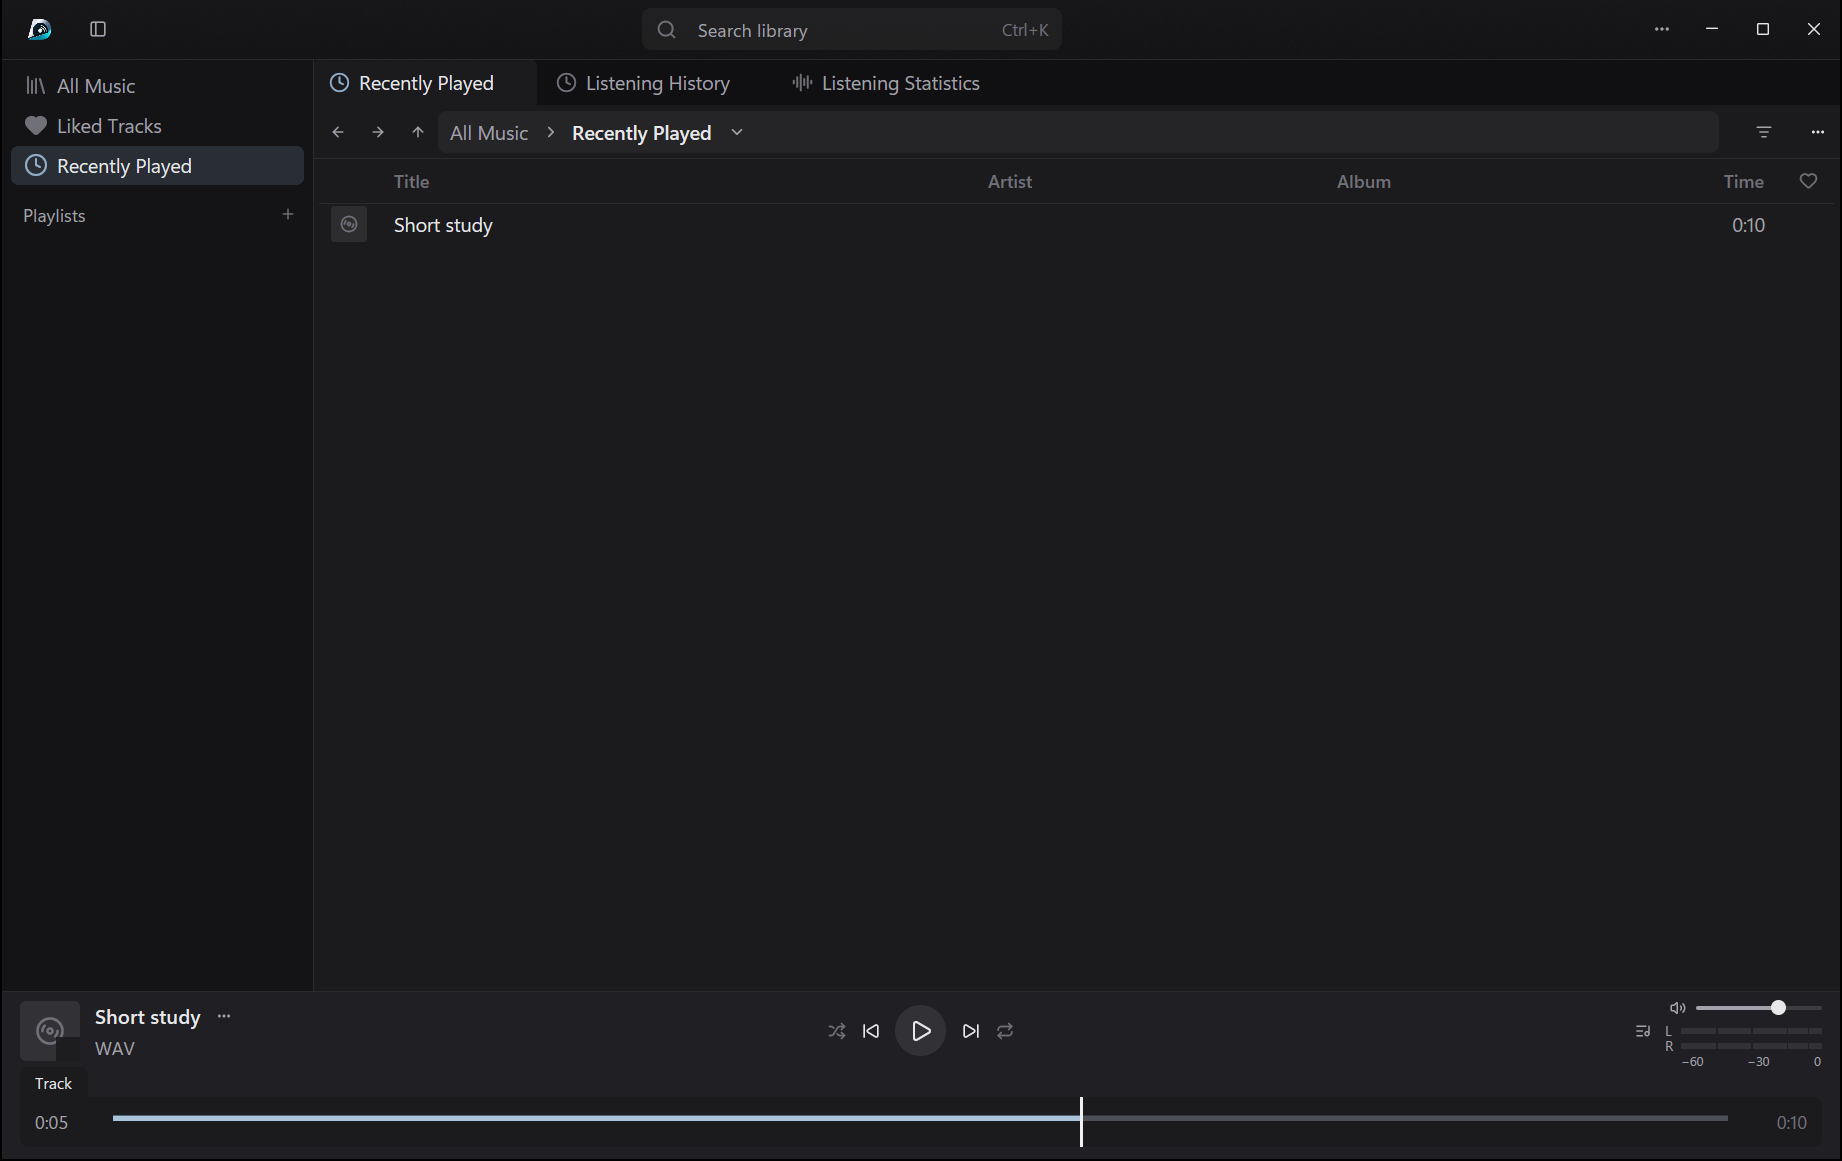 Search library Ctrl+K
All Music
Liked Tracks
Recently Played
Playlists
Recently Played Listening History Listening Statistics
All Music Recently Played
Title Artist Album Time
Short study 0:10
Short study
WAV
L
R
-60 -30 0
Track
0:05 0:10